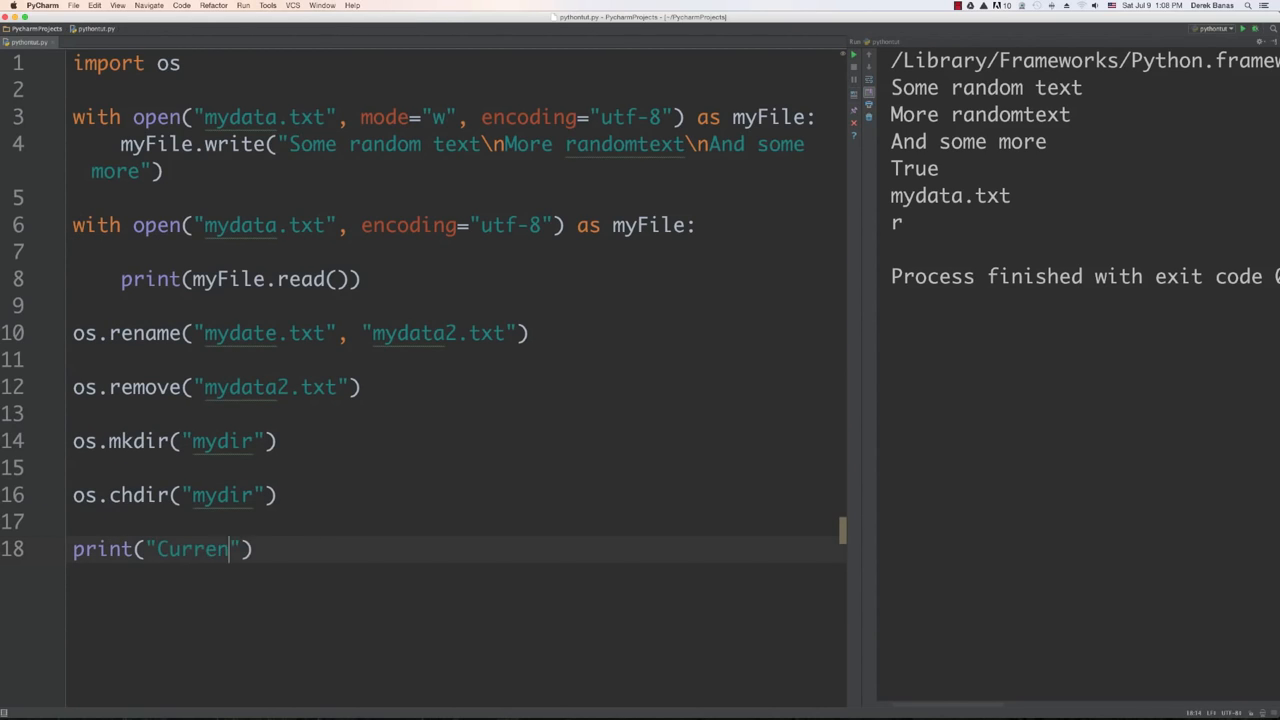 PyCharm File Edit View Navigate Code Refactor Run Tools VCS Window Help
10 Sat Jul 9 1:08 PM Derek Banas
pythontut.py - PycharmProjects - [~/PycharmProjects]
PycharmProjects pythontut.py
pythontut
pythontut.py
Run pythontut
1 import os
2
3 with open("mydata.txt", mode="w", encoding="utf-8") as myFile:
4 myFile.write("Some random text\nMore randomtext\nAnd some
more")
5
6 with open("mydata.txt", encoding="utf-8") as myFile:
7
8 print(myFile.read())
9
10 os.rename("mydate.txt", "mydata2.txt")
11
12 os.remove("mydata2.txt")
13
14 os.mkdir("mydir")
15
16 os.chdir("mydir")
17
18 print("Curren")
/Library/Frameworks/Python.framew
Some random text
More randomtext
And some more
True
mydata.txt
r
Process finished with exit code 0
18:14 LF÷ UTF-8÷